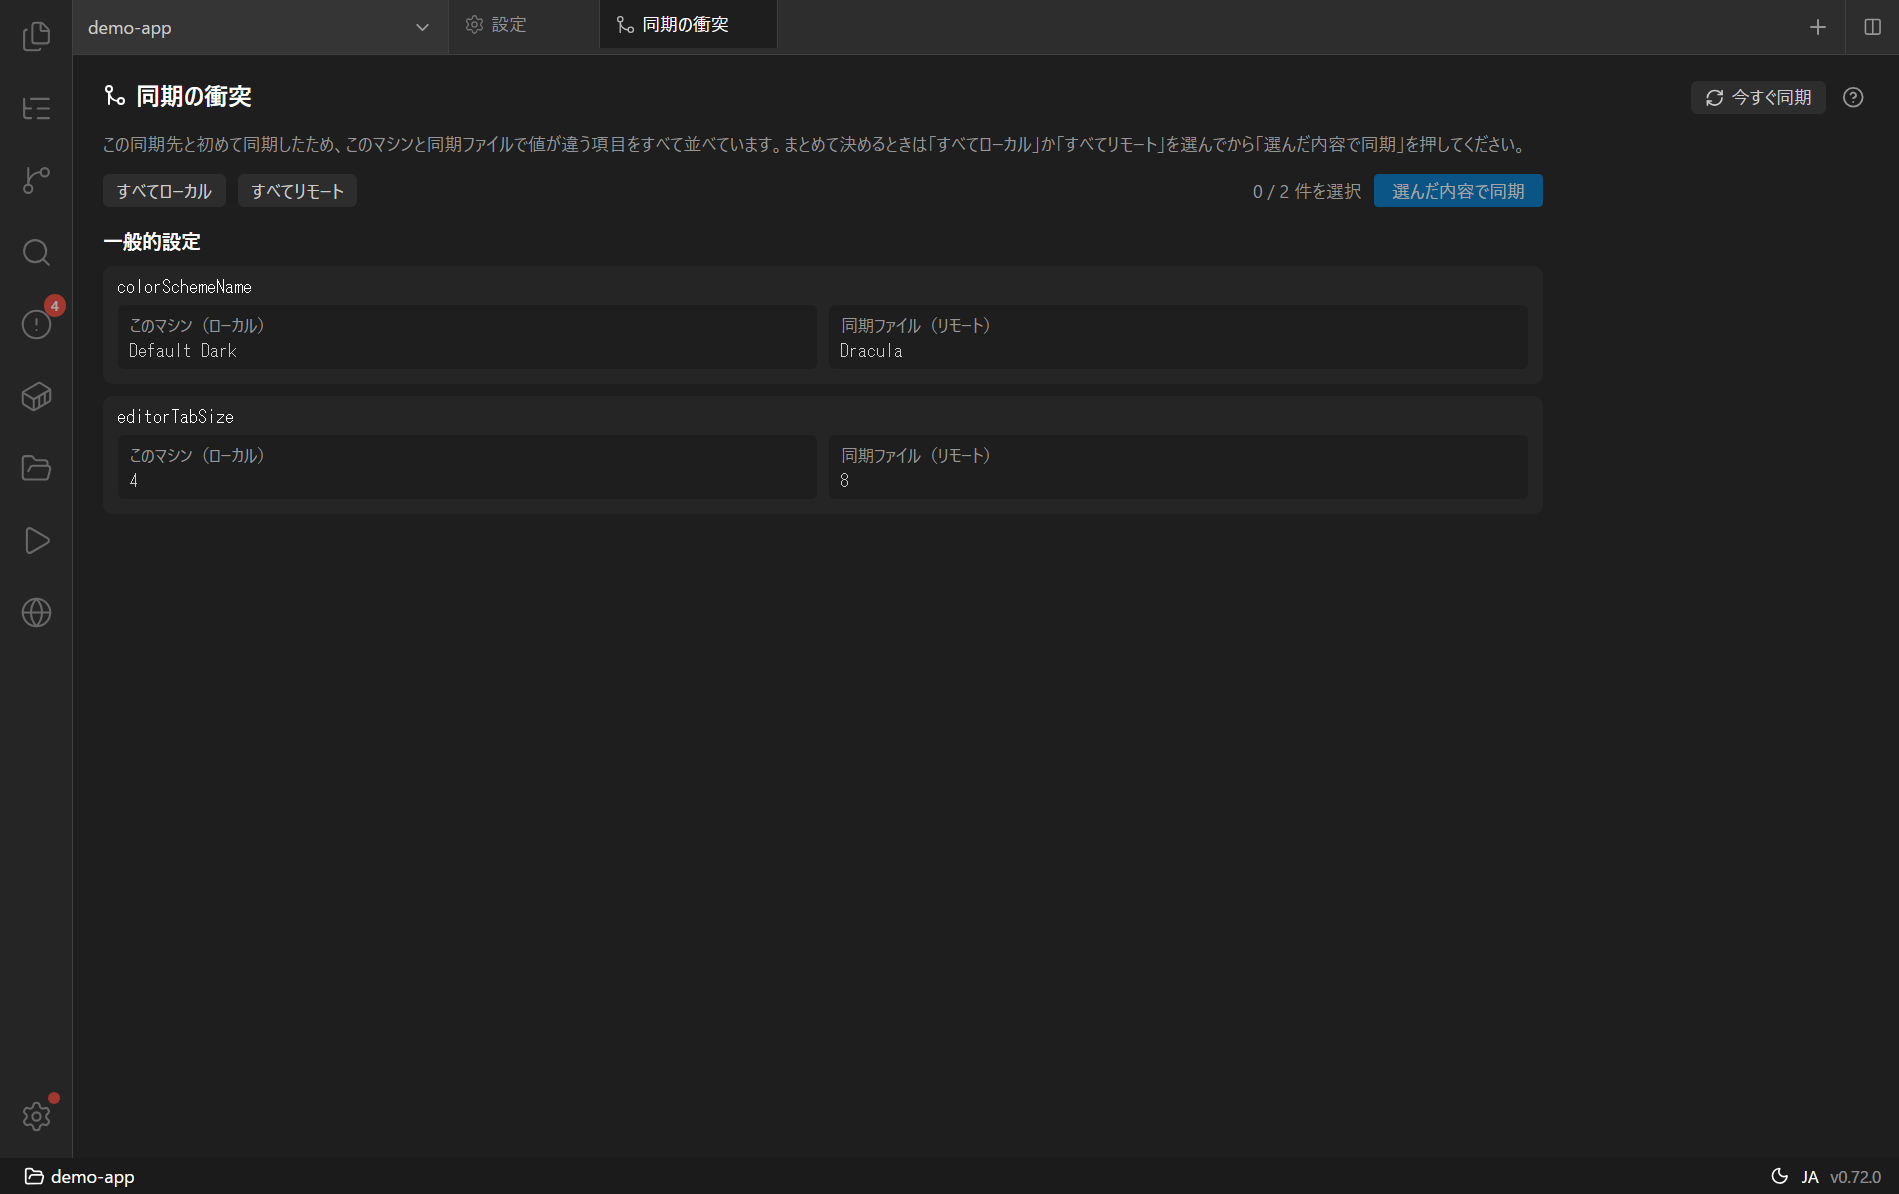 demo-app
設定
同期の衝突
同期の衝突
今すぐ同期
この同期先と初めて同期したため、このマシンと同期ファイルで値が違う項目をすべて並べています。まとめて決めるときは「すべてローカル」か「すべてリモート」を選んでから「選んだ内容で同期」を押してください。
すべてローカル
すべてリモート
0 / 2 件を選択
選んだ内容で同期
一般的設定
4
colorSchemeName
このマシン（ローカル）
同期ファイル（リモート）
Default Dark
Dracula
editorTabSize
このマシン（ローカル）
同期ファイル（リモート）
4
8
demo-app
JA
v0.72.0